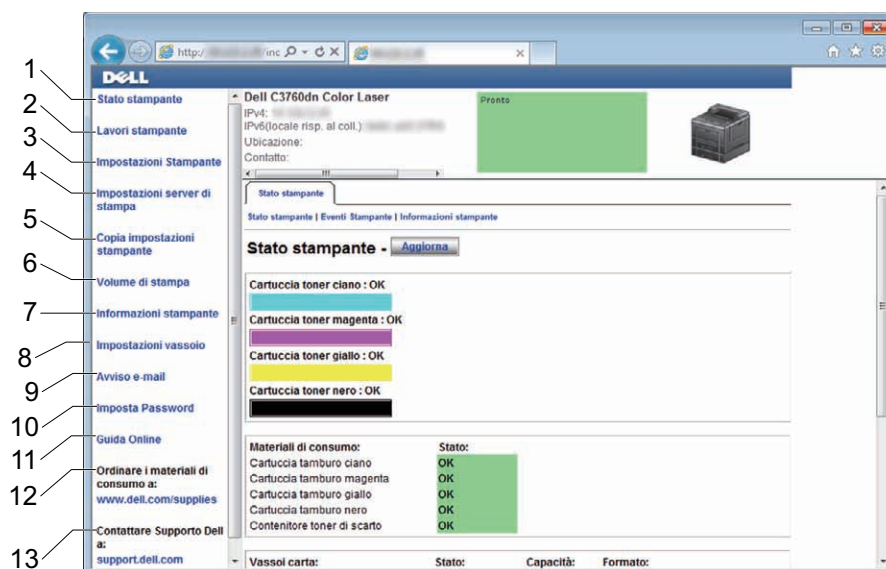 http:/ /inc
DELL
1
2
3
4
5
6
7
8
9
10
11
12
13
Stato stampante
Lavori stampante
Impostazioni Stampante
Impostazioni server di
stampa
Copia impostazioni
stampante
Volume di stampa
Informazioni stampante
Impostazioni vassoio
Avviso e-mail
Imposta Password
Guida Online
Ordinare i materiali di
consumo a:
www.dell.com/supplies
Contattare Supporto Dell
a:
support.dell.com
Dell C3760dn Color Laser
IPv4:
IPv6(locale risp. al coll.):
Ubicazione:
Contatto:
Pronto
Stato stampante
Stato stampante | Eventi Stampante | Informazioni stampante
Stato stampante - Aggiorna
Cartuccia toner ciano : OK
Cartuccia toner magenta : OK
Cartuccia toner giallo : OK
Cartuccia toner nero : OK
Materiali di consumo: Stato:
Cartuccia tamburo ciano OK
Cartuccia tamburo magenta OK
Cartuccia tamburo giallo OK
Cartuccia tamburo nero OK
Contenitore toner di scarto OK
Vassoi carta: Stato: Capacità: Formato: